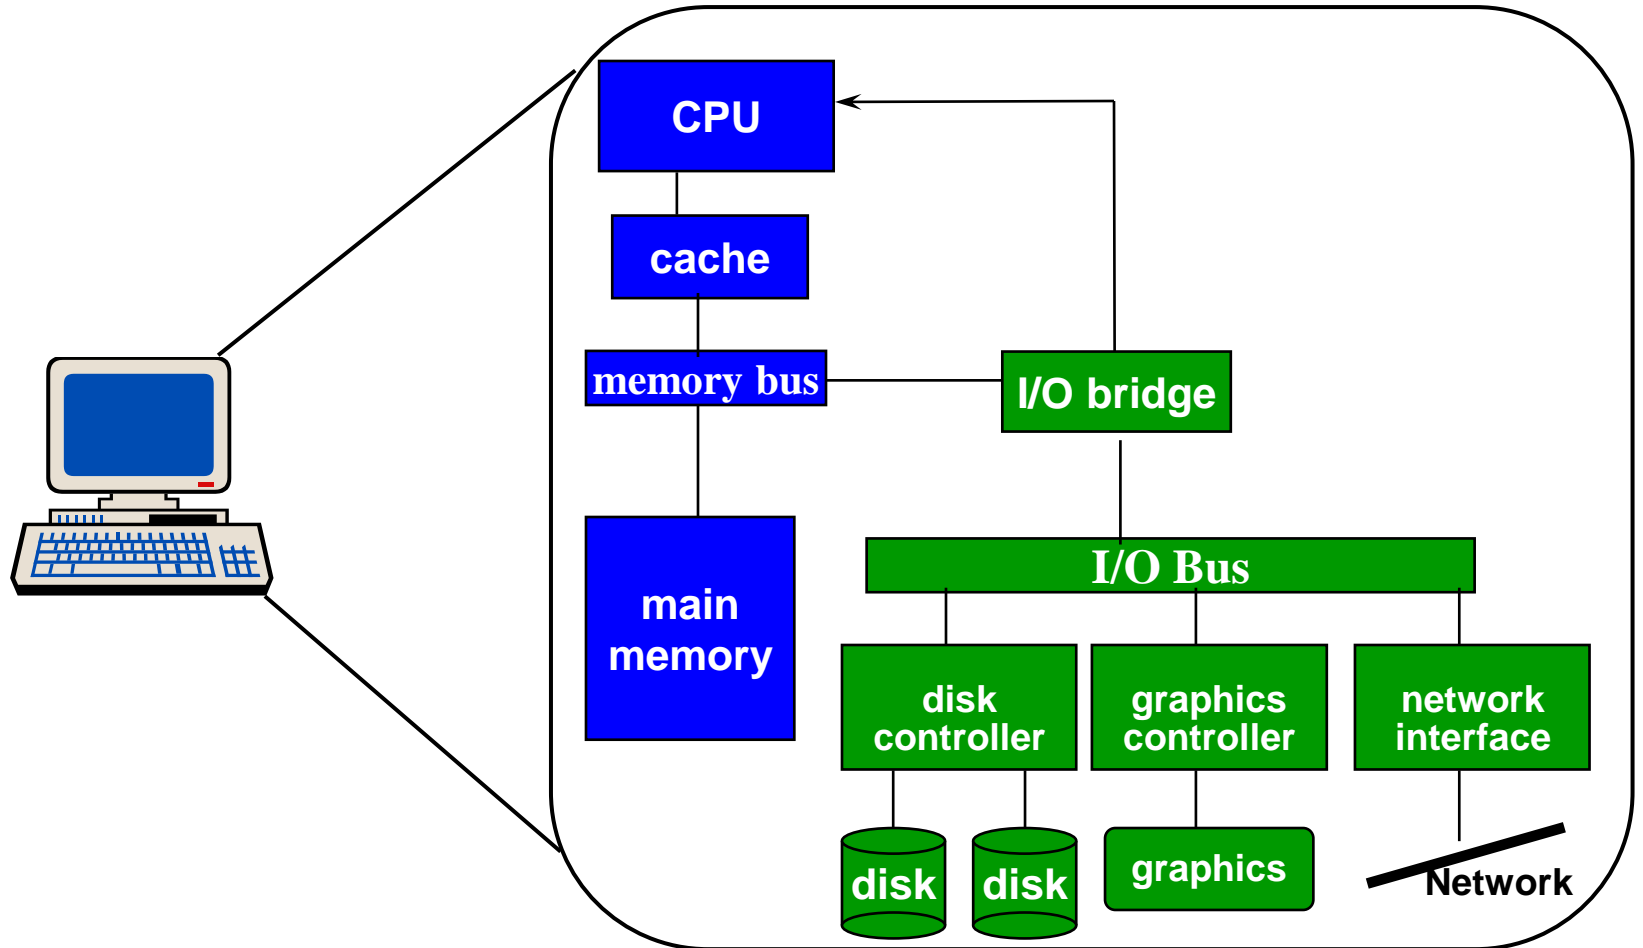 CPU
cache
memory bus
I/O bridge
I/O Bus
main
memory
disk
controller
graphics
controller
network
interface
disk
disk
graphics
Network